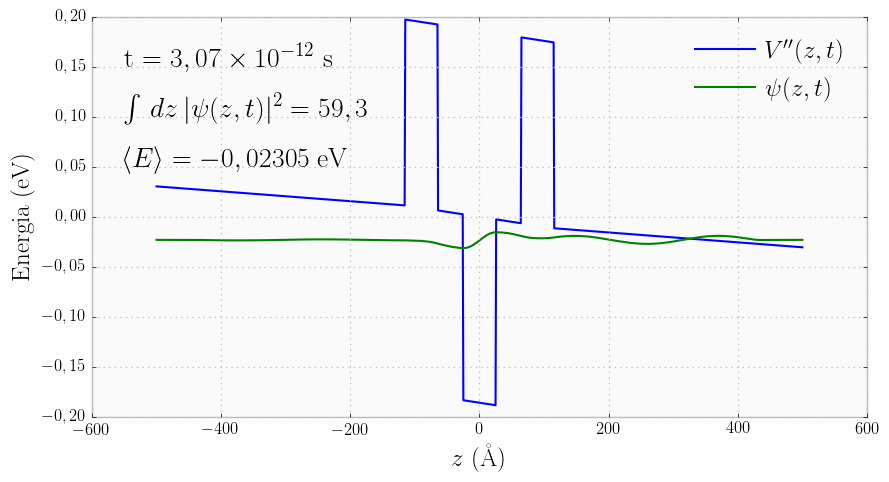 0,20
0,15
0,10
0,05
0,00
−0,05
−0,10
−0,15
−0,20
Energia (eV)
t = 3,07 × 10⁻¹² s
∫ dz |ψ(z, t)|² = 59,3
⟨E⟩ = −0,02305 eV
V′′(z, t)
ψ(z, t)
−600 −400 −200 0 200 400 600
z (Å)